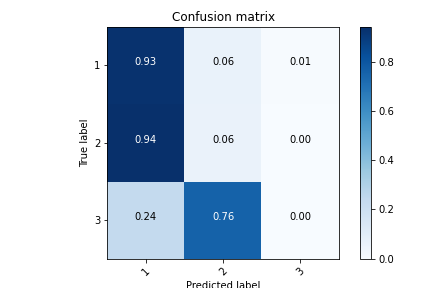 Confusion matrix
1 0.93 0.06 0.01
2 0.94 0.06 0.00
3 0.24 0.76 0.00
1 2 3
True label
Predicted label
0.8
0.6
0.4
0.2
0.0